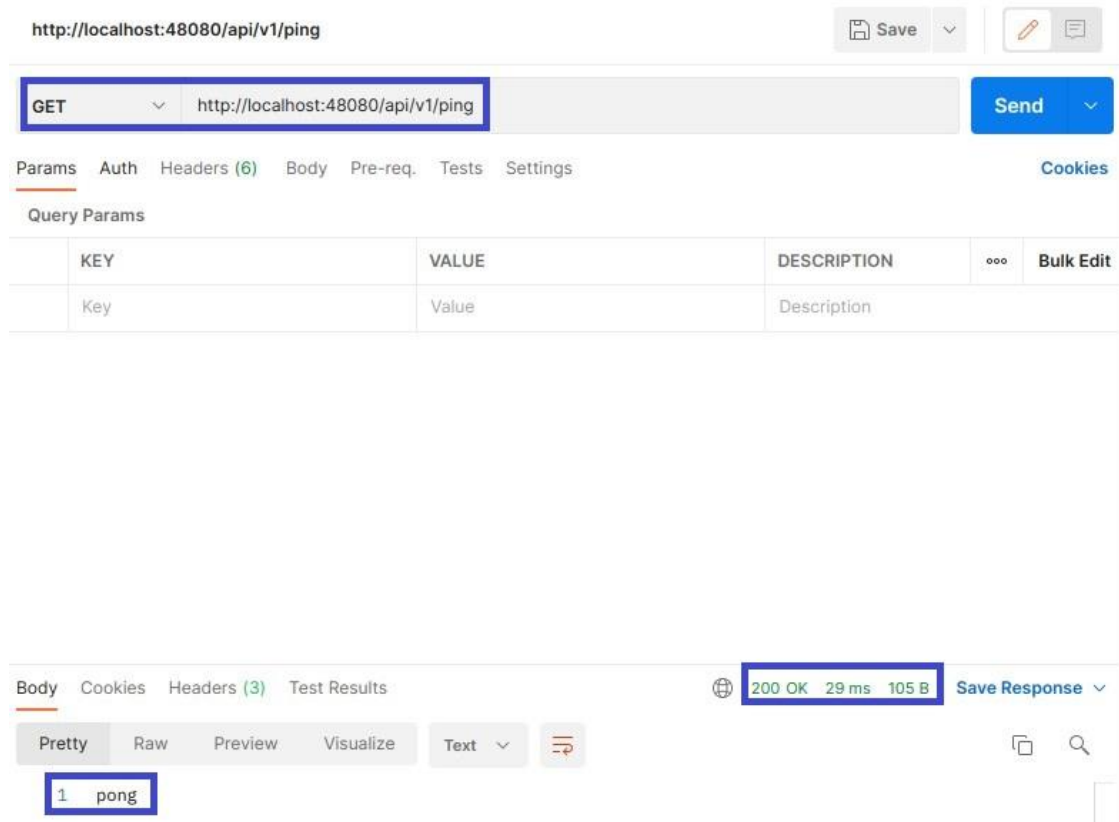 http://localhost:48080/api/v1/ping Save
GET http://localhost:48080/api/v1/ping Send
Params Auth Headers (6) Body Pre-req. Tests Settings Cookies
Query Params
KEY VALUE DESCRIPTION ooo Bulk Edit
Key Value Description
Body Cookies Headers (3) Test Results 200 OK 29 ms 105 B Save Response
Pretty Raw Preview Visualize Text
1 pong